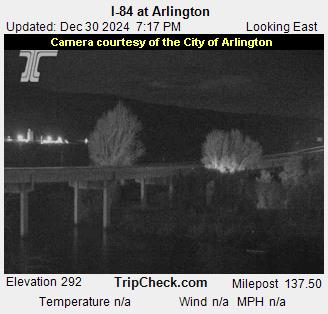 I-84 at Arlington
Updated: Dec 30 2024 7:17 PM Looking East
Camera courtesy of the City of Arlington
Elevation 292 TripCheck.com Milepost 137.50
Temperature n/a Wind n/a MPH n/a